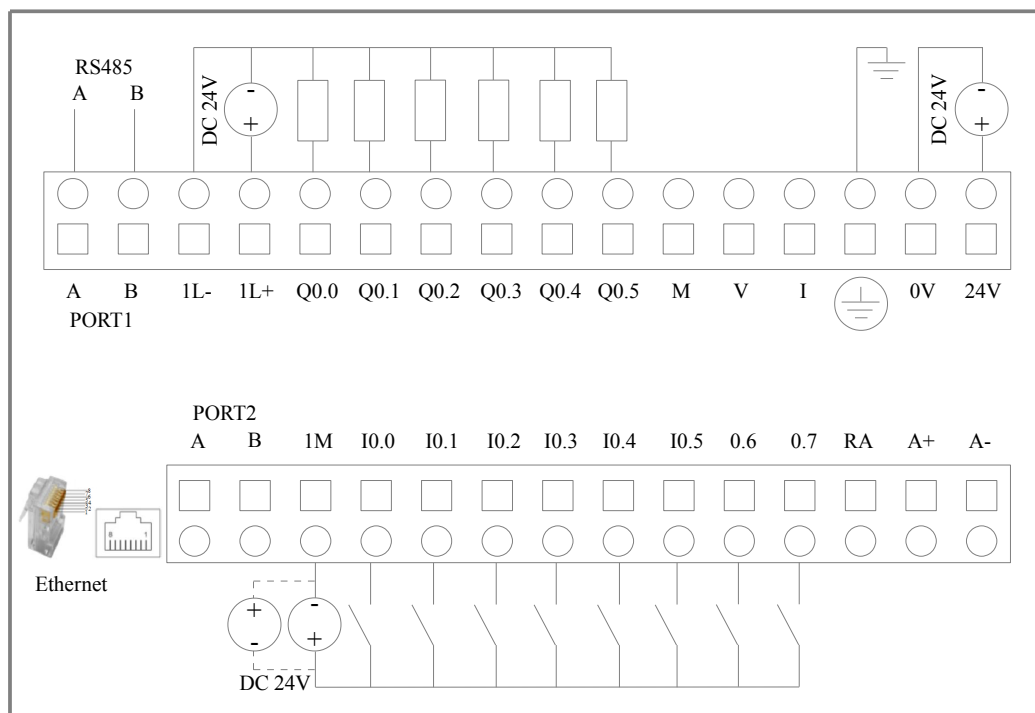 RS485
A B
DC 24V
-
+
DC 24V
-
+
A B 1L- 1L+ Q0.0 Q0.1 Q0.2 Q0.3 Q0.4 Q0.5 M V I 0V 24V
PORT1
PORT2
A B 1M I0.0 I0.1 I0.2 I0.3 I0.4 I0.5 0.6 0.7 RA A+ A-
8 1
Ethernet
+ -
- +
DC 24V